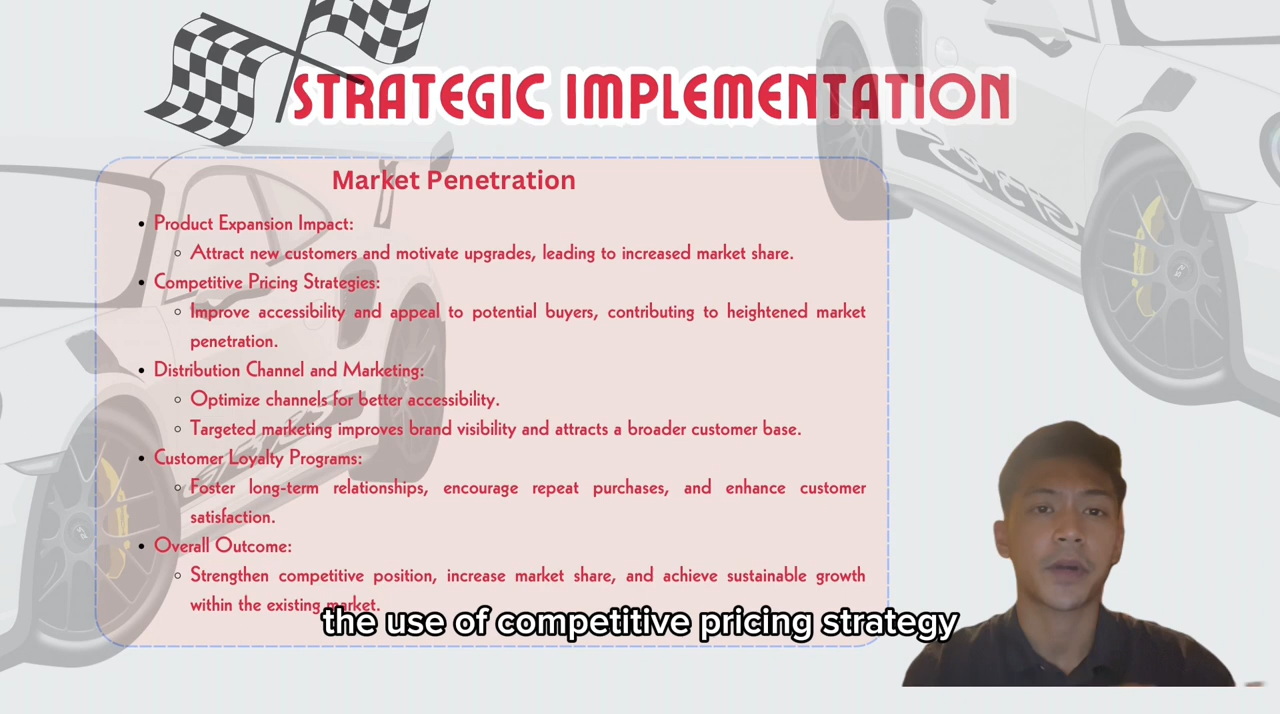 STRATEGIC IMPLEMENTATION
Market Penetration
• Product Expansion Impact:
◦ Attract new customers and motivate upgrades, leading to increased market share.
• Competitive Pricing Strategies:
◦ Improve accessibility and appeal to potential buyers, contributing to heightened market
penetration.
• Distribution Channel and Marketing:
◦ Optimize channels for better accessibility.
◦ Targeted marketing improves brand visibility and attracts a broader customer base.
• Customer Loyalty Programs:
◦ Foster long-term relationships, encourage repeat purchases, and enhance customer
satisfaction.
• Overall Outcome:
◦ Strengthen competitive position, increase market share, and achieve sustainable growth
within the existing market.
the use of competitive pricing strategy